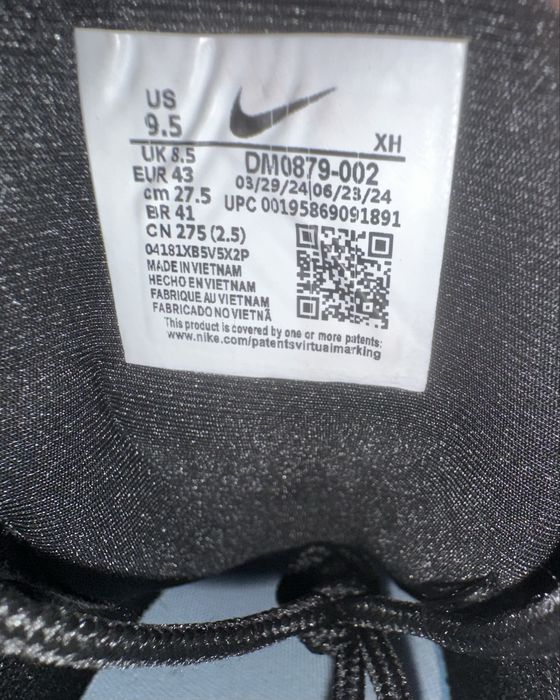 US
9.5
XH
UK 8.5
EUR 43
cm 27.5
BR 41
CN 275 (2.5)
DM0879-002
03/29/24 06/23/24
UPC 00195869091891
04181XB5V5X2P
MADE IN VIETNAM
HECHO EN VIETNAM
FABRIQUE AU VIETNAM
FABRICADO NO VIETNÃ
This product is covered by one or more patents:
www.nike.com/patentsvirtualmarking